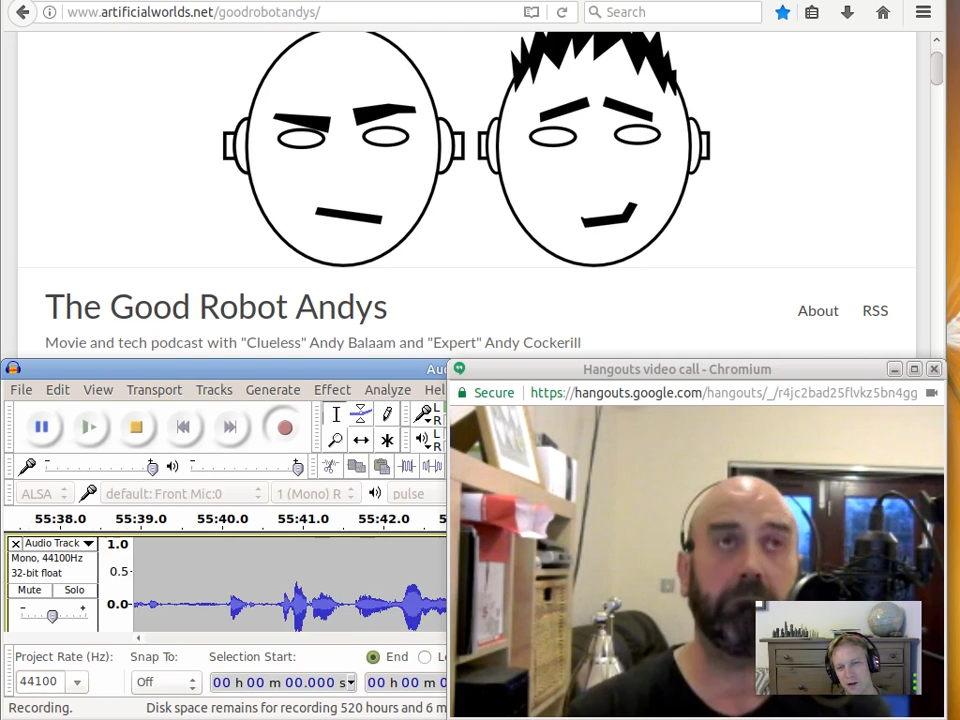 www.artificialworlds.net/goodrobotandys/
Search
The Good Robot Andys
About RSS
Movie and tech podcast with "Clueless" Andy Balaam and "Expert" Andy Cockerill
File Edit View Transport Tracks Generate Effect Analyze
Hangouts video call - Chromium
Secure https://hangouts.google.com/hangouts/_/r4jc2bad25flvkz5bn4gg
L
R
L
R
ALSA default: Front Mic:0 1 (Mono) R pulse
55:38.0 55:39.0 55:40.0 55:41.0 55:42.0
Audio Track 1.0
Mono, 44100Hz
32-bit float 0.5-
Mute Solo
- + 0.0-
Project Rate (Hz): Snap To: Selection Start: End
44100 Off 00 h 00 m 00.000 s 00 h 00 m
Recording. Disk space remains for recording 520 hours and 6 m